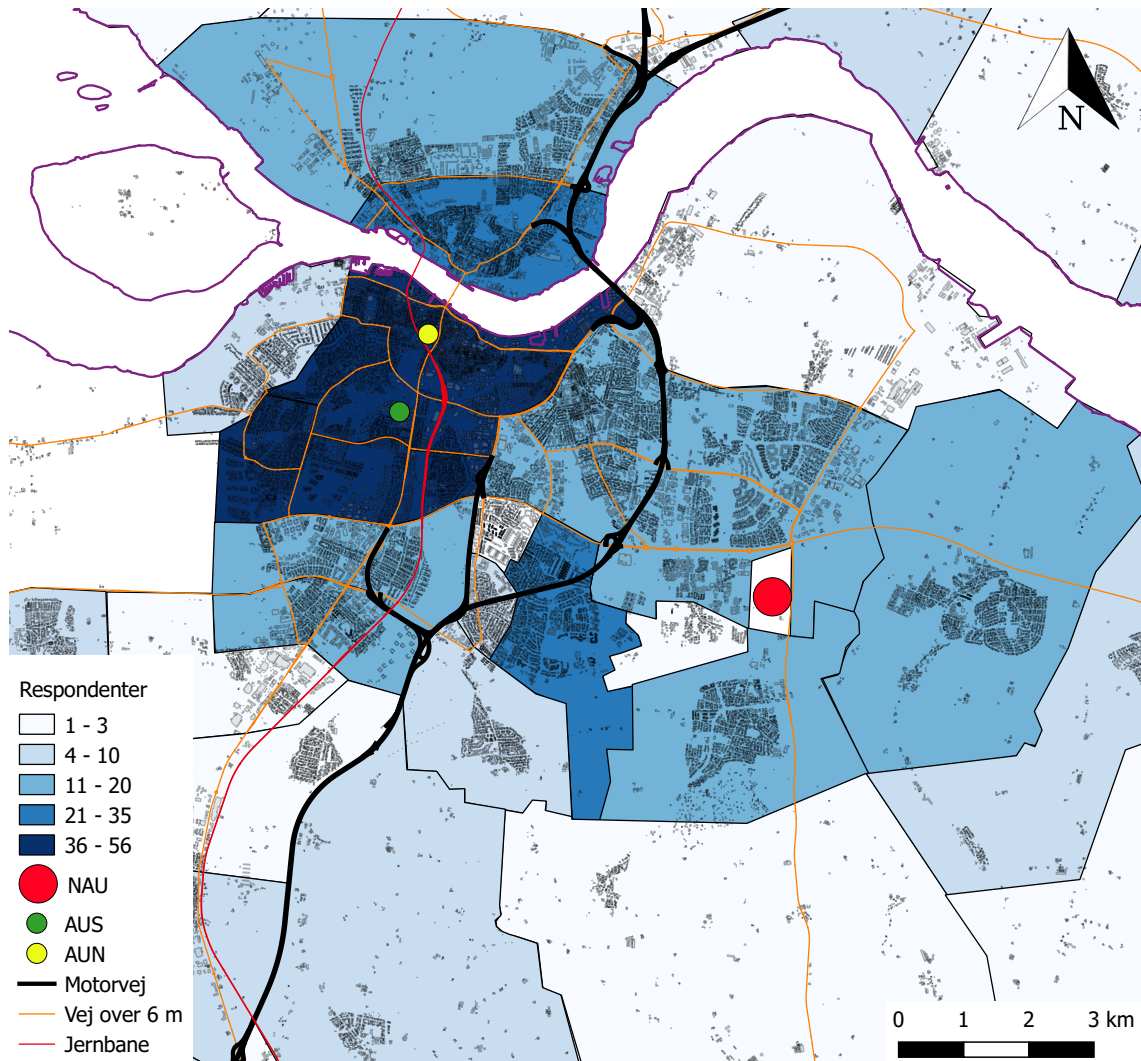 N
Respondenter
1 - 3
4 - 10
11 - 20
21 - 35
36 - 56
NAU
AUS
AUN
Motorvej
Vej over 6 m
Jernbane
0 1 2 3 km